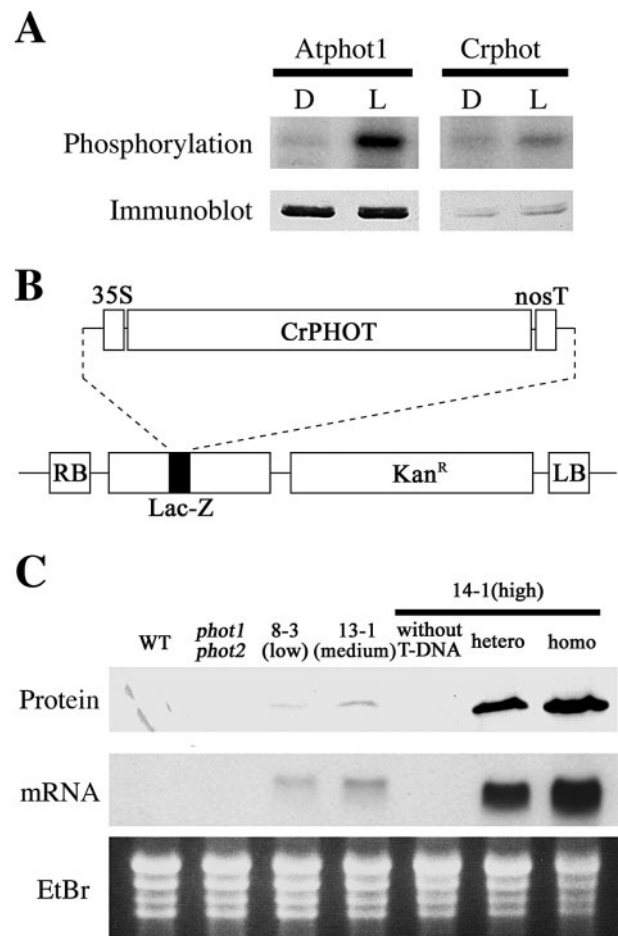 A
Atphot1 Crphot
D L D L
Phosphorylation
Immunoblot
B
35S nosT
CrPHOT
RB Kan^R LB
Lac-Z
C
14-1(high)
WT phot1 phot2 8-3 (low) 13-1 (medium) without T-DNA hetero homo
Protein
mRNA
EtBr